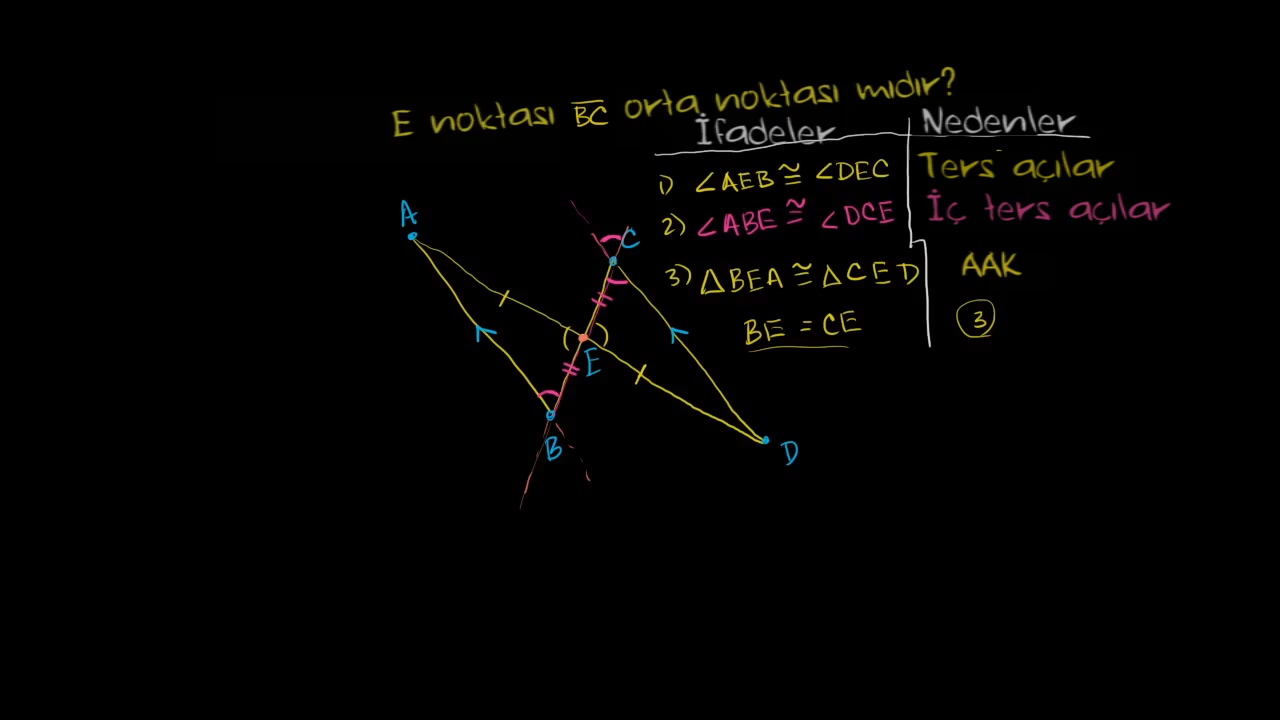 E noktası BC orta noktası mıdır?
İfadeler Nedenler
1) ∠AEB ≅ ∠DEC Ters açılar
2) ∠ABE ≅ ∠DCE İç ters açılar
3) △BEA ≅ △CED AAK
BE = CE 3
A
C
E
B
D